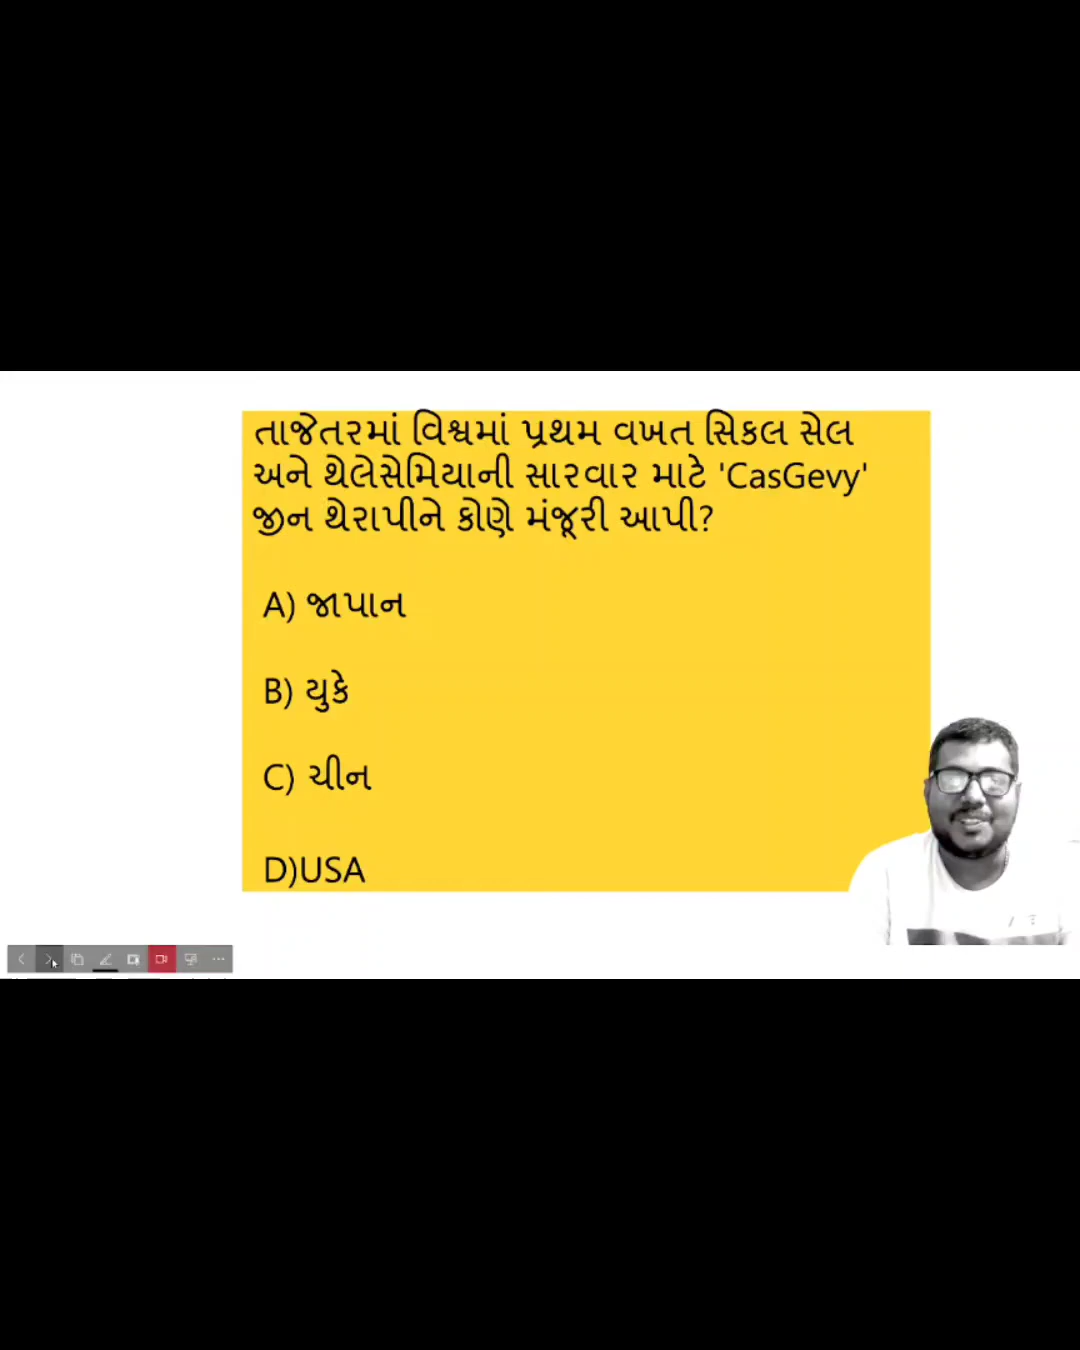 તાજેતરમાં વિશ્વમાં પ્રથમ વખત સિકલ સેલ
અને થેલેસેમિયાની સારવાર માટે 'CasGevy'
જીન થેરાપીને કોણે મંજૂરી આપી?
A) જાપાન
B) યુકે
C) ચીન
D)USA